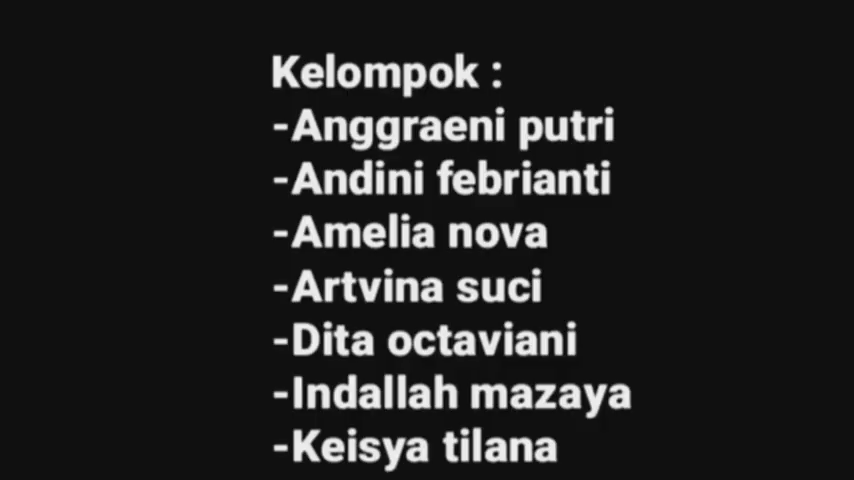 Kelompok :
-Anggraeni putri
-Andini febrianti
-Amelia nova
-Artvina suci
-Dita octaviani
-Indallah mazaya
-Keisya tilana